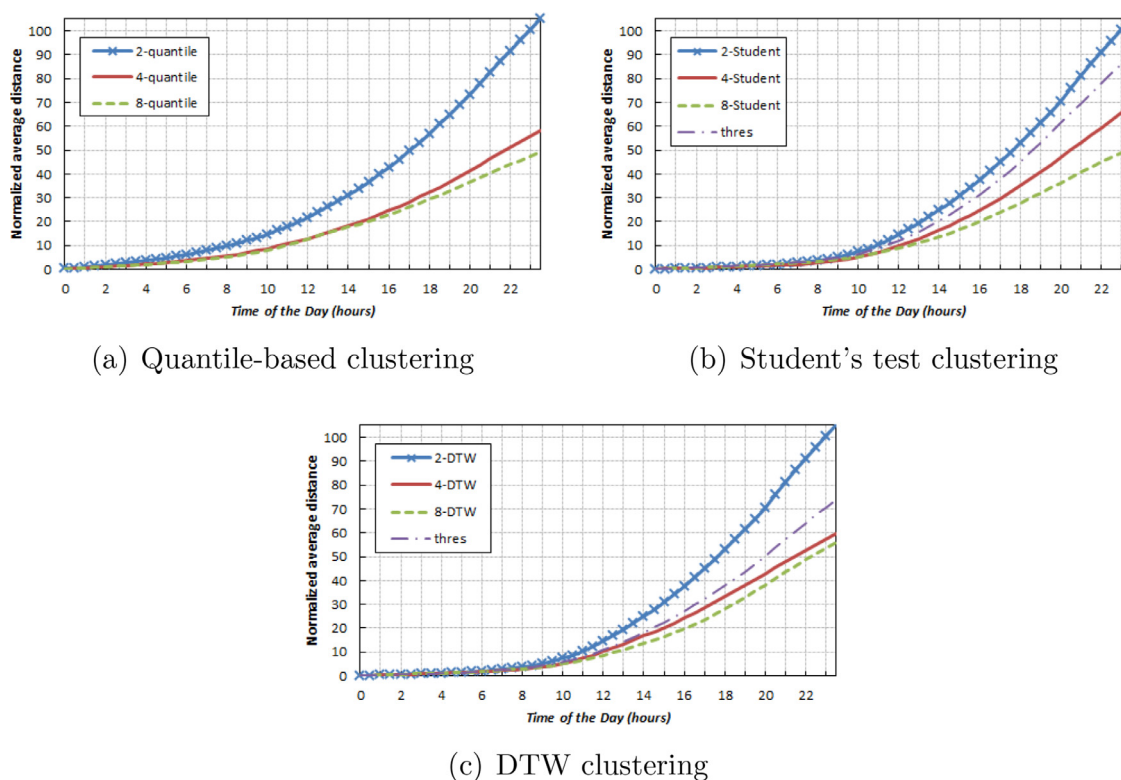 Normalized average distance
100
90
80
70
60
50
40
30
20
10
0
2-quantile
4-quantile
8-quantile
0 2 4 6 8 10 12 14 16 18 20 22
Time of the Day (hours)
(a) Quantile-based clustering
Normalized average distance
100
90
80
70
60
50
40
30
20
10
0
2-Student
4-Student
8-Student
thres
0 2 4 6 8 10 12 14 16 18 20 22
Time of the Day (hours)
(b) Student's test clustering
Normalized average distance
100
90
80
70
60
50
40
30
20
10
0
2-DTW
4-DTW
8-DTW
thres
0 2 4 6 8 10 12 14 16 18 20 22
Time of the Day (hours)
(c) DTW clustering